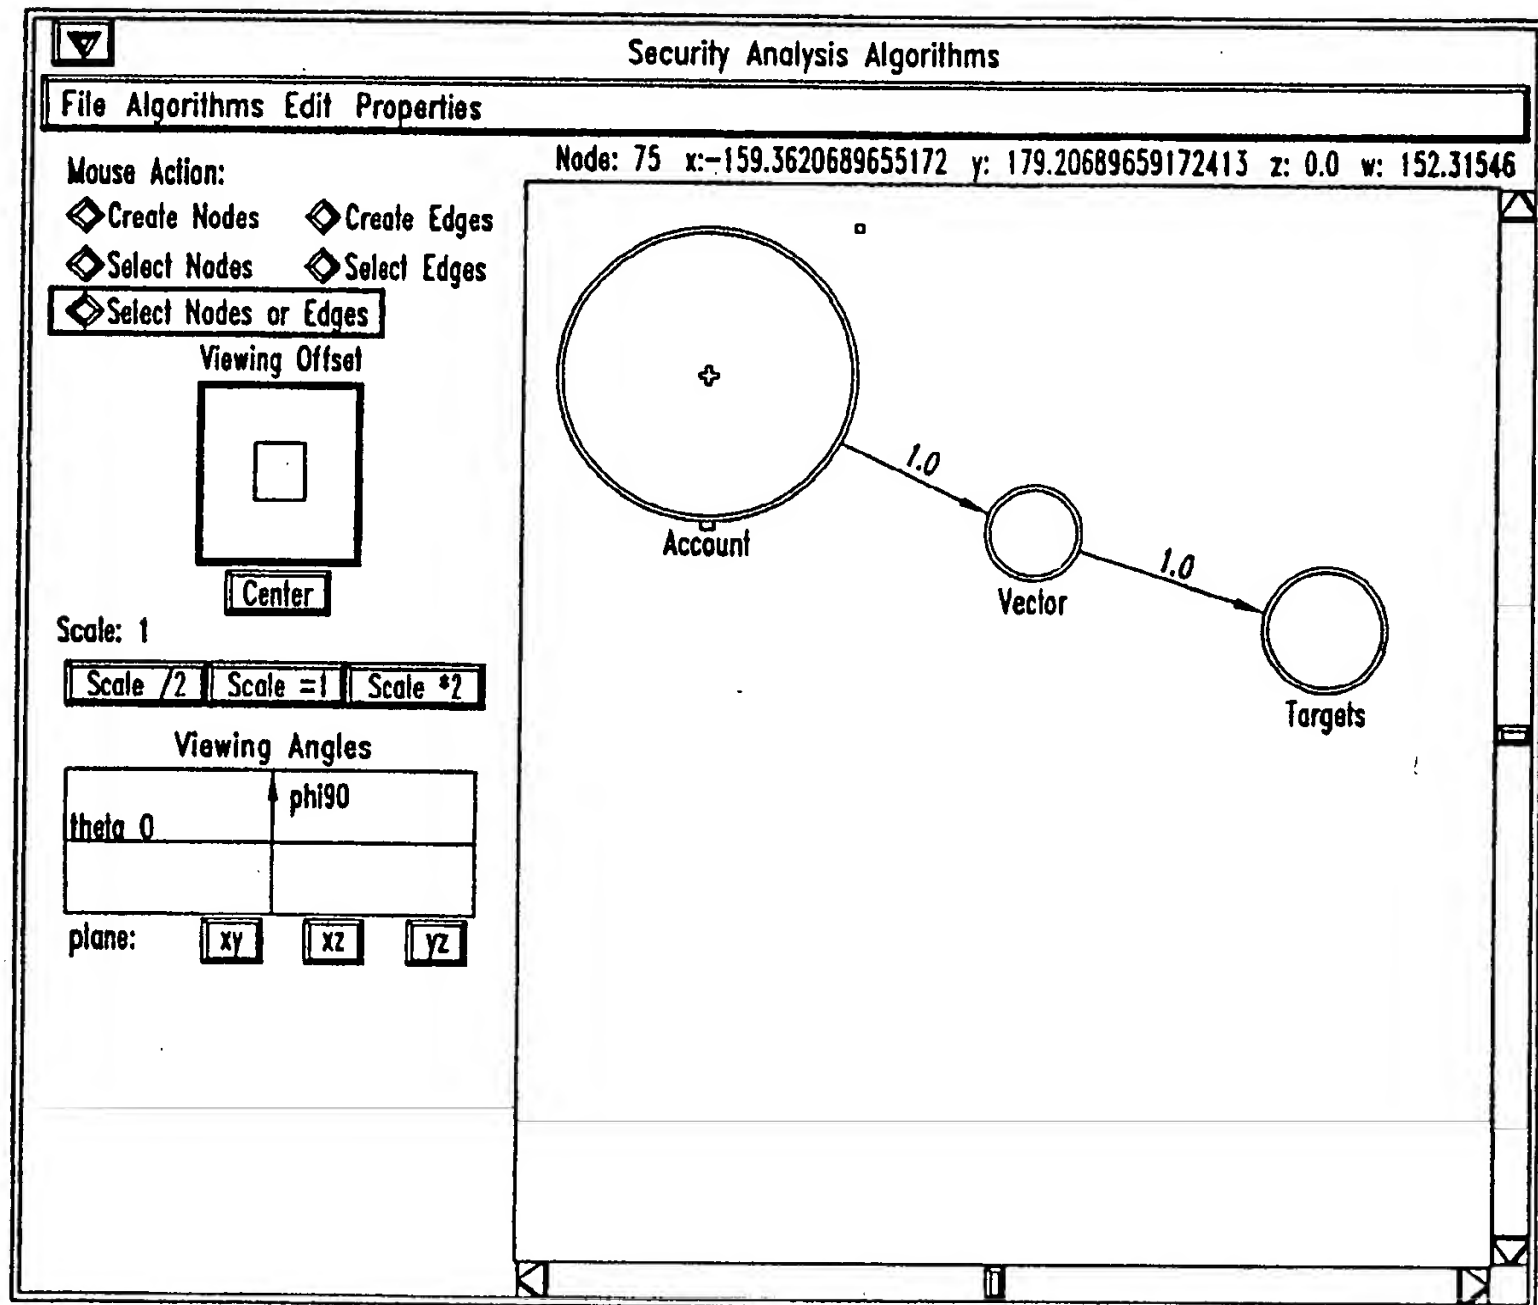 Security Analysis Algorithms
File Algorithms Edit Properties
Node: 75 x:-159.3620689655172 y: 179.20689659172413 z: 0.0 w: 152.31546
Mouse Action:
Create Nodes Create Edges
Select Nodes Select Edges
Select Nodes or Edges
Viewing Offset
Center
Scale: 1
Scale /2 Scale =1 Scale *2
Viewing Angles
phi90
theta 0
plane: xy xz yz
1.0
Account
1.0
Vector
Targets